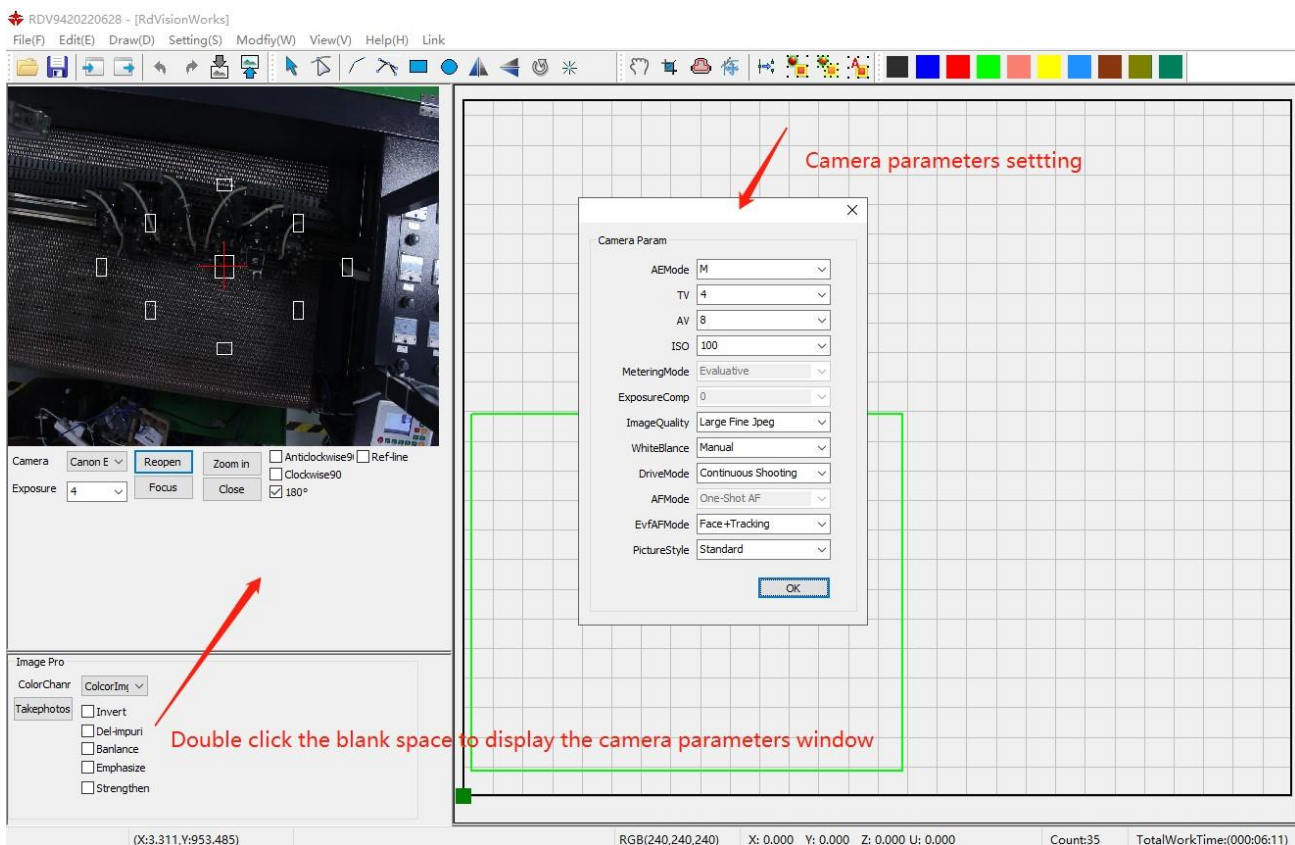 RDV9420220628 - [RdVisionWorks]
File(F) Edit(E) Draw(D) Setting(S) Modfiy(W) View(V) Help(H) Link
Camera parameters settting
Camera Param
AEMode M
TV 4
AV 8
ISO 100
MeteringMode Evaluative
ExposureComp 0
ImageQuality Large Fine Jpeg
WhiteBlance Manual
DriveMode Continuous Shooting
AFMode One-Shot AF
EvfAFMode Face+Tracking
PictureStyle Standard
OK
Camera Canon E Reopen Zoom in Anticlockwise9( Ref-line
Clockwise90
Exposure 4 Focus Close 180°
Image Pro
ColorChanr ColcorImg
Takephotos Invert
Del-impuri
Banlance
Emphasize
Strengthen
Double click the blank space to display the camera parameters window
(X:3.311,Y:953.485) RGB(240,240,240) X: 0.000 Y: 0.000 Z: 0.000 U: 0.000 Count:35 TotalWorkTime:(000:06:11)